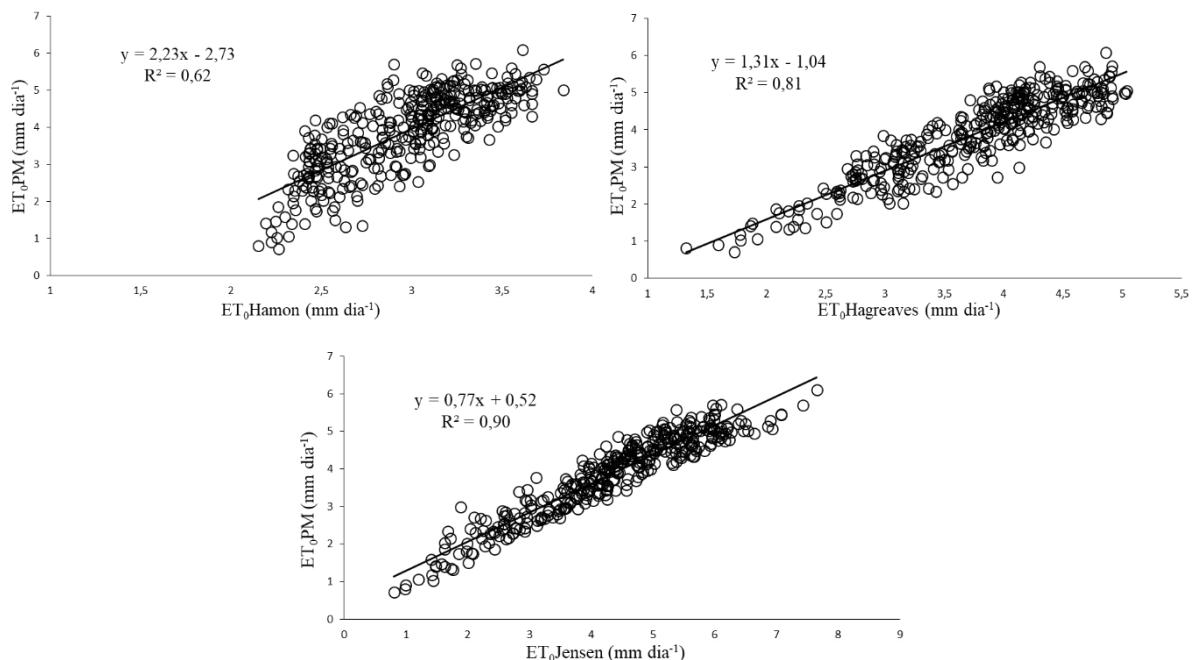 7
6
5
4
3
2
1
0
y = 2,23x - 2,73
R² = 0,62
ET₀PM (mm dia⁻¹)
1 1,5 2 2,5 3 3,5 4
ET₀Hamon (mm dia⁻¹)
7
6
5
4
3
2
1
0
y = 1,31x - 1,04
R² = 0,81
ET₀PM (mm dia⁻¹)
1 1,5 2 2,5 3 3,5 4 4,5 5 5,5
ET₀Hagreaves (mm dia⁻¹)
7
6
5
4
3
2
1
0
y = 0,77x + 0,52
R² = 0,90
ET₀PM (mm dia⁻¹)
0 1 2 3 4 5 6 7 8 9
ET₀Jensen (mm dia⁻¹)